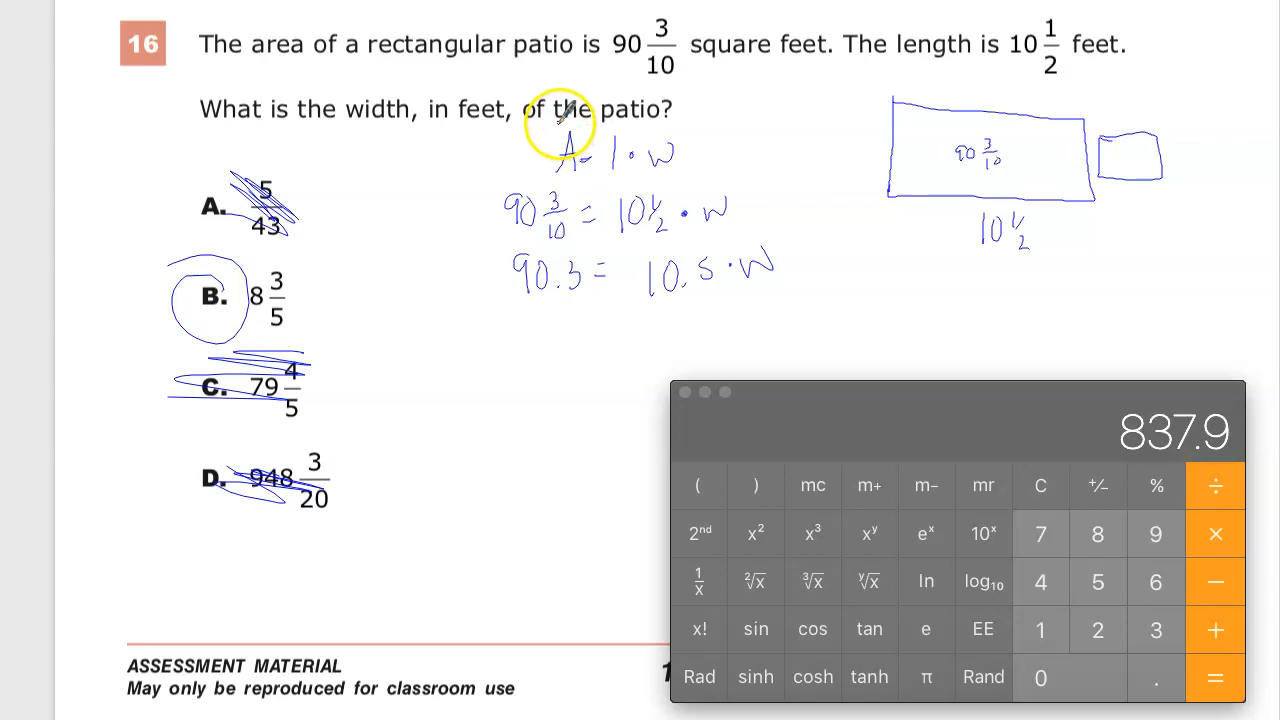 16 The area of a rectangular patio is 90 3/10 square feet. The length is 10 1/2 feet.
What is the width, in feet, of the patio?
A = l · w
90 3/10
90 3/10 = 10 1/2 · w
10 1/2
90.3 = 10.5 · w
A. 5/43
B. 8 3/5
C. 79 4/5
D. 948 3/20
837.9
( ) mc m+ m− mr C ⁺∕₋ % ÷
2nd x² x³ xʸ eˣ 10ˣ 7 8 9 ×
1/x ²√x ³√x ʸ√x ln log₁₀ 4 5 6 −
x! sin cos tan e EE 1 2 3 +
Rad sinh cosh tanh π Rand 0 . =
ASSESSMENT MATERIAL
May only be reproduced for classroom use